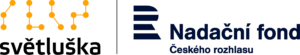 světluška
Nadační fond
Českého rozhlasu